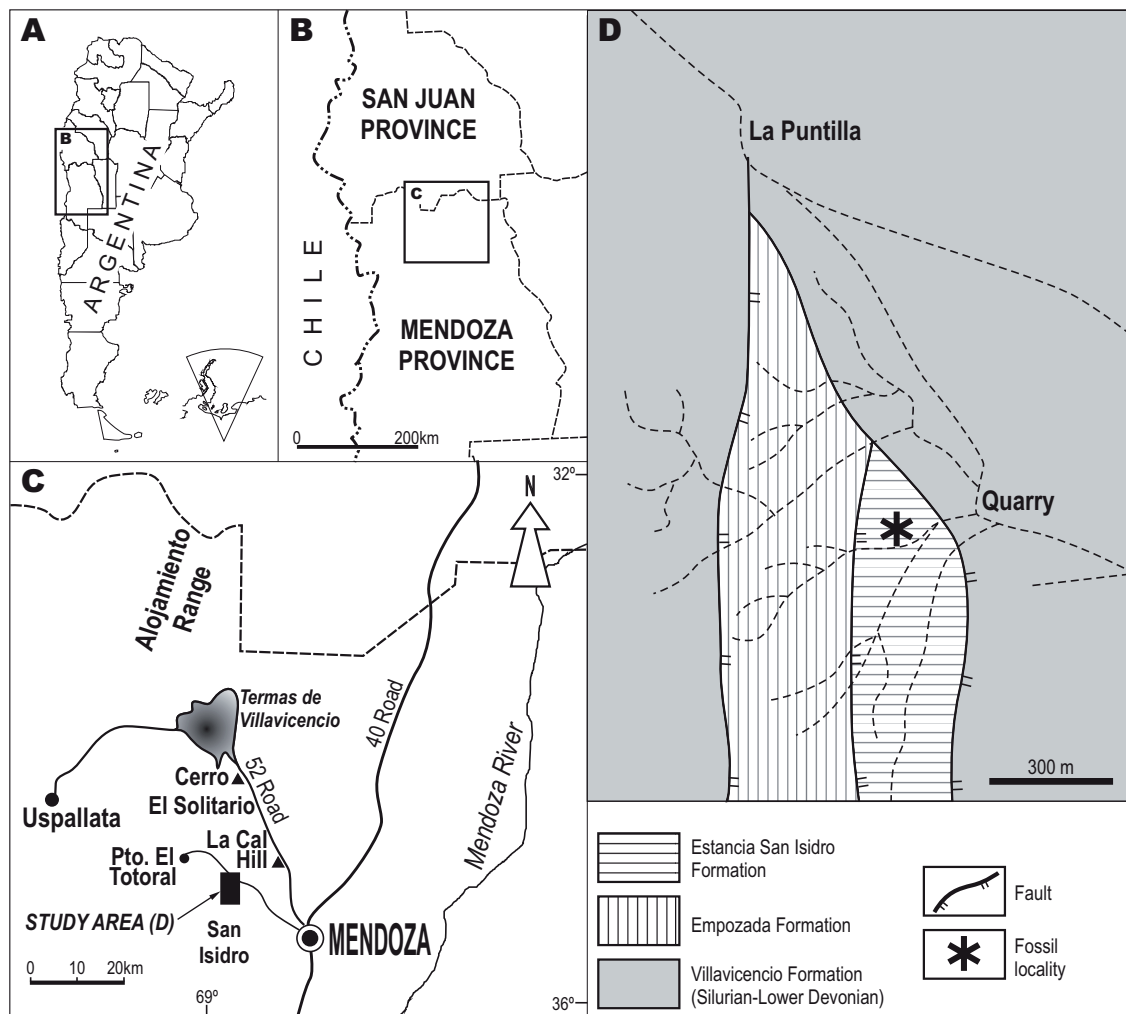 A
B
ARGENTINA
B
SAN JUAN
PROVINCE
C
CHILE
MENDOZA
PROVINCE
0 200km
C
32º
N
Alojamiento
Range
Termas de
Villavicencio
40 Road
52 Road
Mendoza River
Cerro
El Solitario
Uspallata
La Cal
Hill
Pto. El
Totoral
STUDY AREA (D)
San
Isidro
MENDOZA
0 10 20km
69º
36º
D
La Puntilla
Quarry
300 m
Estancia San Isidro
Formation
Empozada Formation
Villavicencio Formation
(Silurian-Lower Devonian)
Fault
Fossil
locality